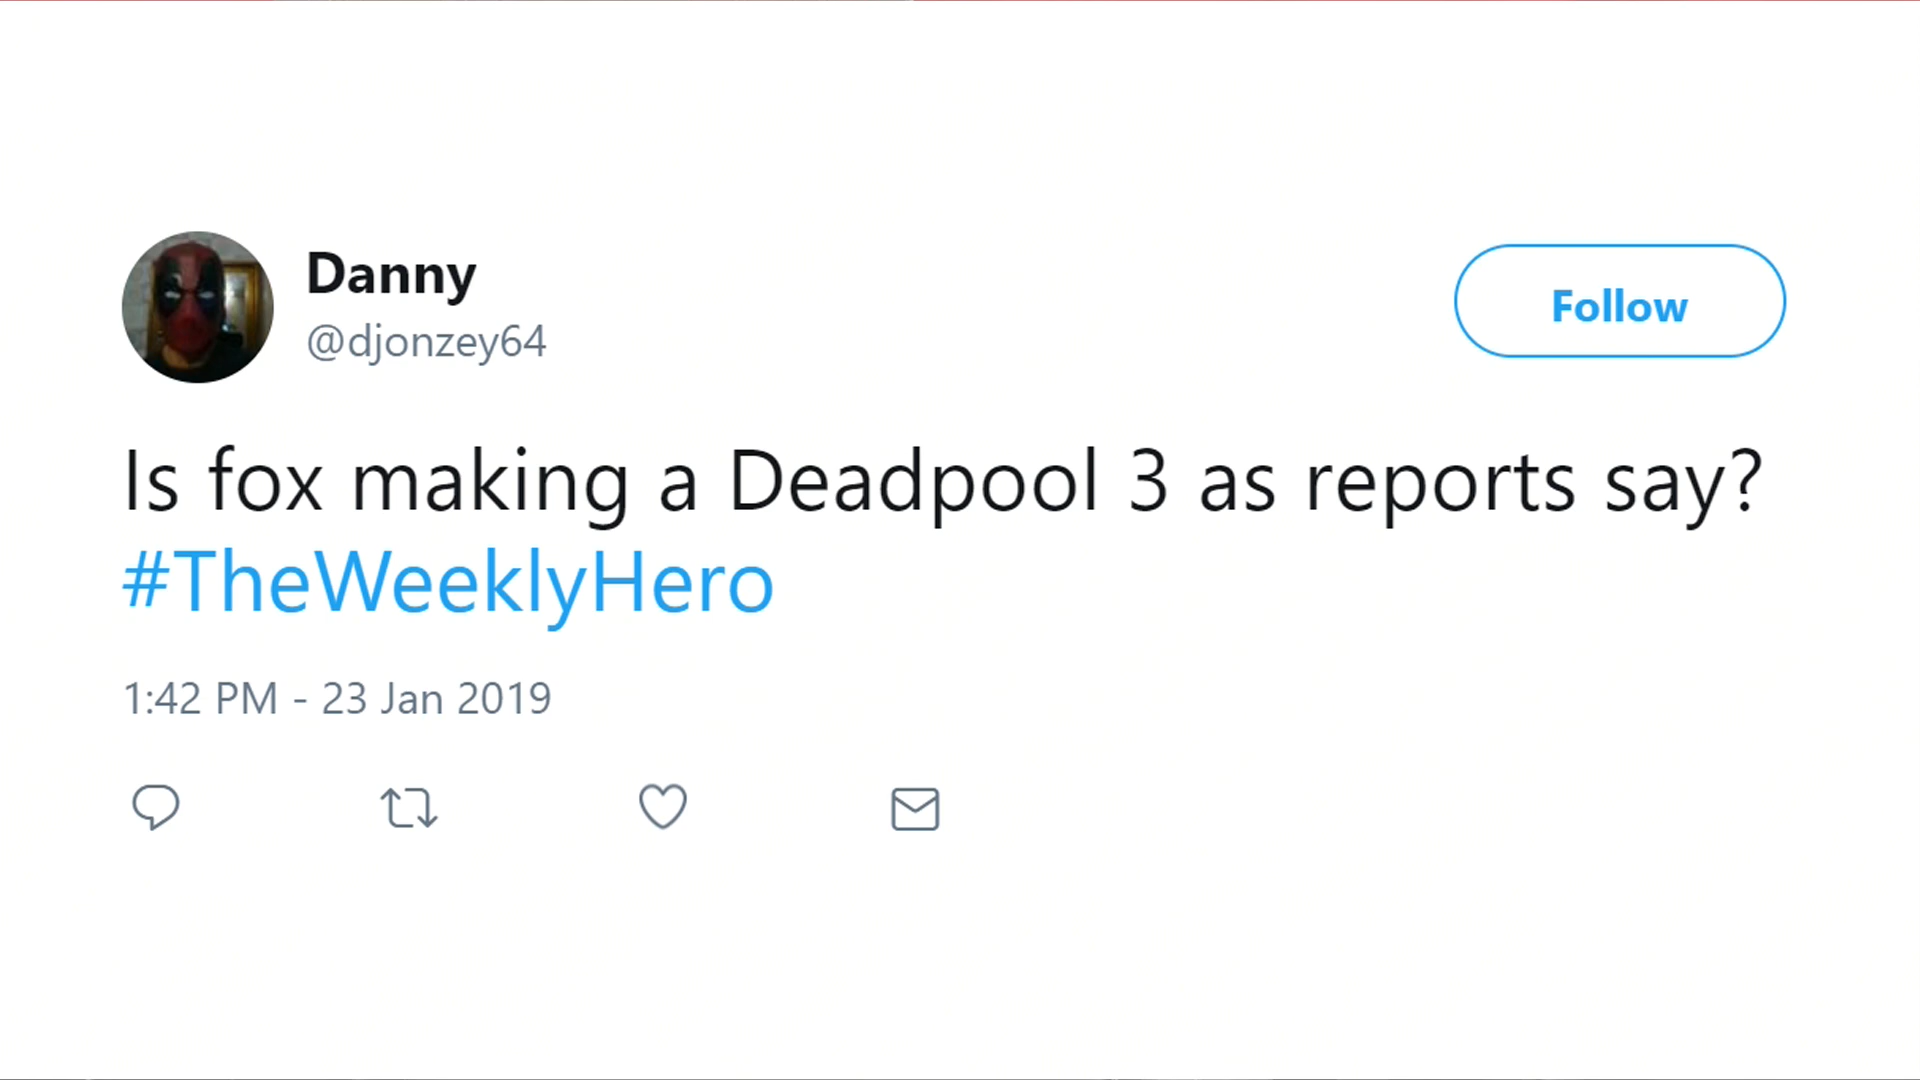 Danny
@djonzey64
Follow
Is fox making a Deadpool 3 as reports say?
#TheWeeklyHero
1:42 PM - 23 Jan 2019